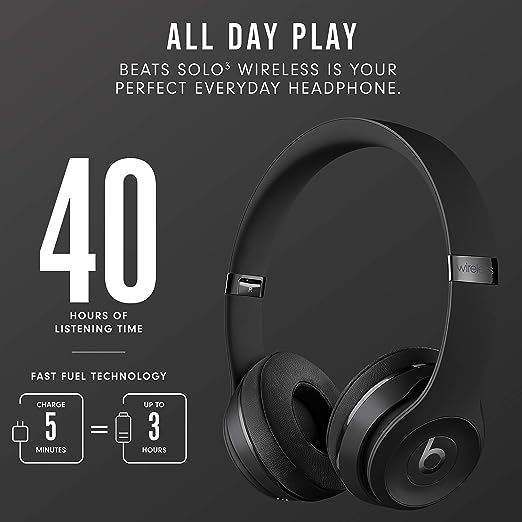 ALL DAY PLAY
BEATS SOLO³ WIRELESS IS YOUR
PERFECT EVERYDAY HEADPHONE.
40
HOURS OF
LISTENING TIME
FAST FUEL TECHNOLOGY
CHARGE
5
MINUTES
=
UP TO
3
HOURS
R
wireless
b